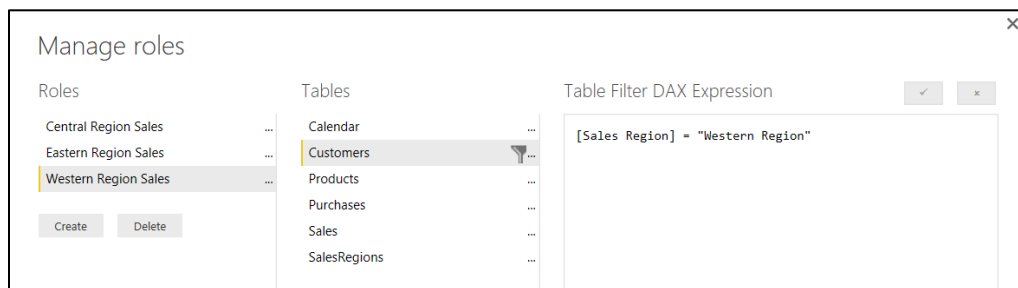 Manage roles
Roles
Central Region Sales ...
Eastern Region Sales ...
Western Region Sales ...
Create Delete
Tables
Calendar ...
Customers ...
Products ...
Purchases ...
Sales ...
SalesRegions ...
Table Filter DAX Expression
[Sales Region] = "Western Region"